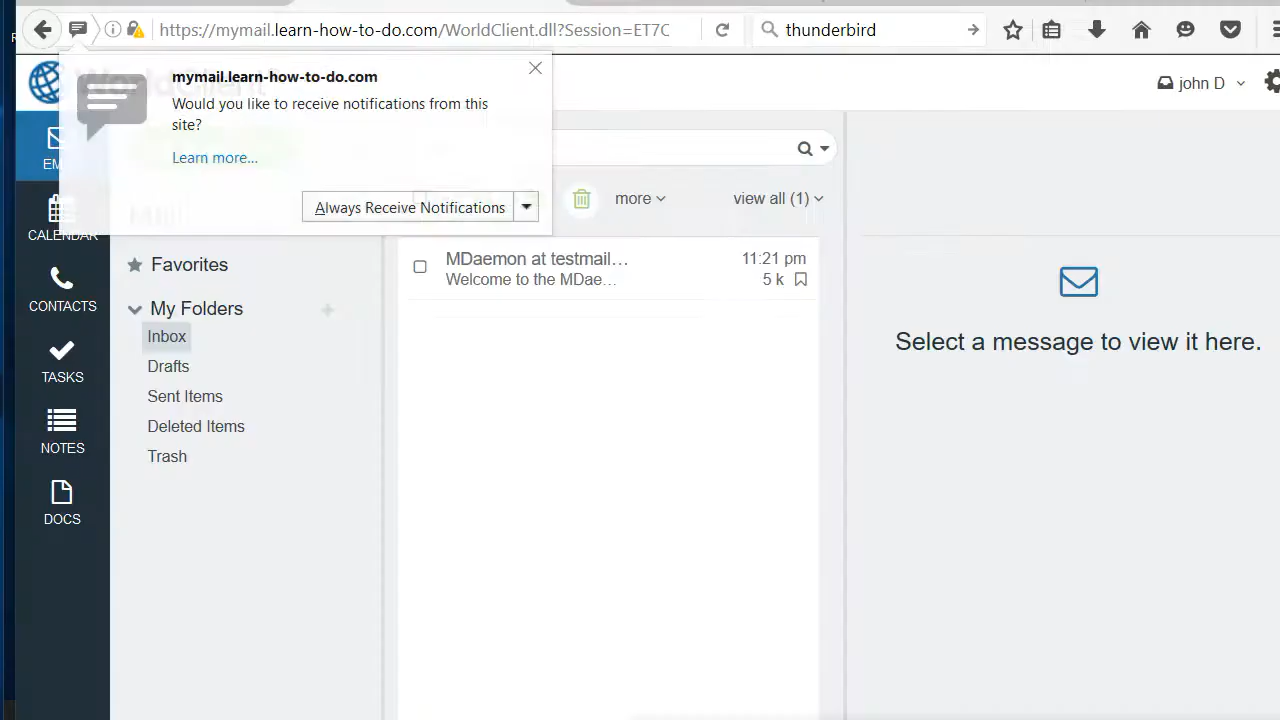 https://mymail.learn-how-to-do.com/WorldClient.dll?Session=ET7C
thunderbird
mymail.learn-how-to-do.com
Would you like to receive notifications from this
site?
Learn more...
Always Receive Notifications
WorldClient
john D
EM
CALENDAR
CONTACTS
TASKS
NOTES
DOCS
more
view all (1)
Favorites
My Folders
Inbox
Drafts
Sent Items
Deleted Items
Trash
MDaemon at testmail...
11:21 pm
Welcome to the MDae...
5 k
Select a message to view it here.